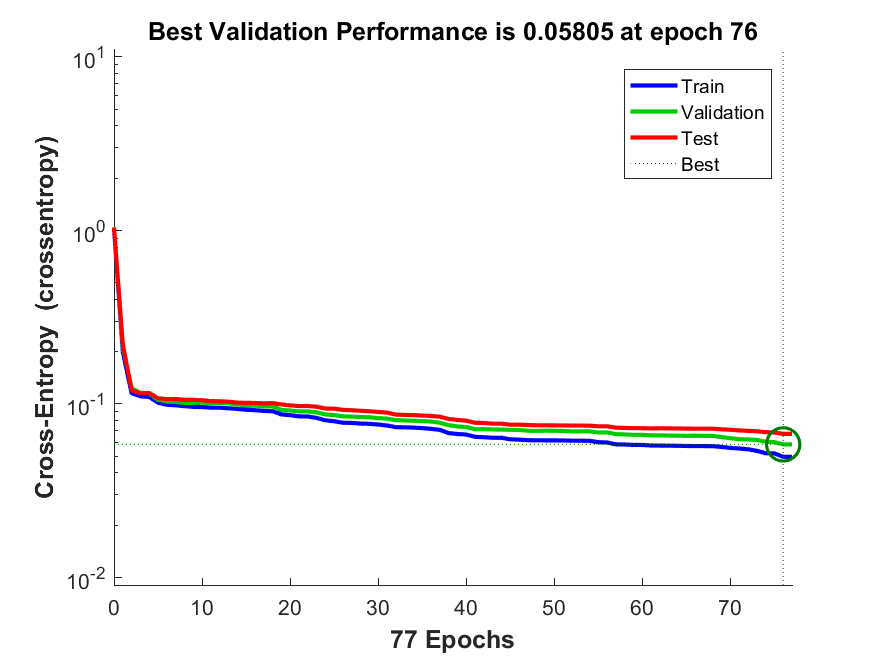 Best Validation Performance is 0.05805 at epoch 76
10^1
10^0
10^-1
10^-2
Cross-Entropy (crossentropy)
Train
Validation
Test
Best
0 10 20 30 40 50 60 70
77 Epochs